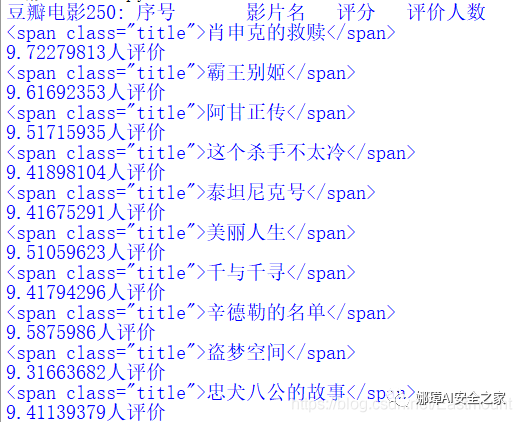 豆瓣电影250: 序号 影片名 评分 评价人数
<span class="title">肖申克的救赎</span>
9.72279813人评价
<span class="title">霸王别姬</span>
9.61692353人评价
<span class="title">阿甘正传</span>
9.51715935人评价
<span class="title">这个杀手不太冷</span>
9.41898104人评价
<span class="title">泰坦尼克号</span>
9.41675291人评价
<span class="title">美丽人生</span>
9.51059623人评价
<span class="title">千与千寻</span>
9.41794296人评价
<span class="title">辛德勒的名单</span>
9.5875986人评价
<span class="title">盗梦空间</span>
9.31663682人评价
<span class="title">忠犬八公的故事</span>
9.41139379人评价
娜璋AI安全之家